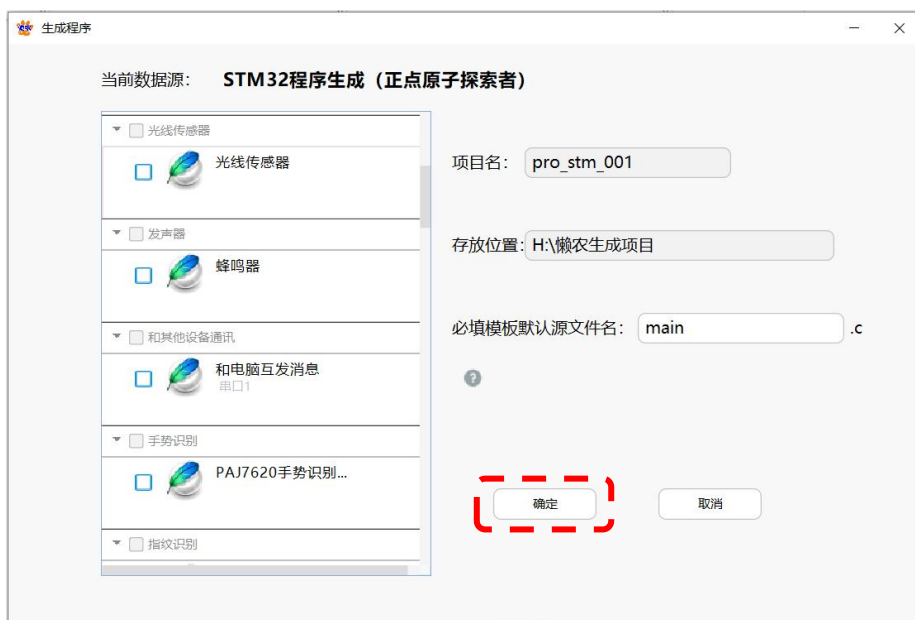 生成程序
当前数据源： STM32程序生成（正点原子探索者）
光线传感器
光线传感器
发声器
蜂鸣器
和其他设备通讯
和电脑互发消息
串口1
手势识别
PAJ7620手势识别...
指纹识别
项目名： pro_stm_001
存放位置： H:\懒农生成项目
必填模板默认源文件名： main .c
?
确定
取消